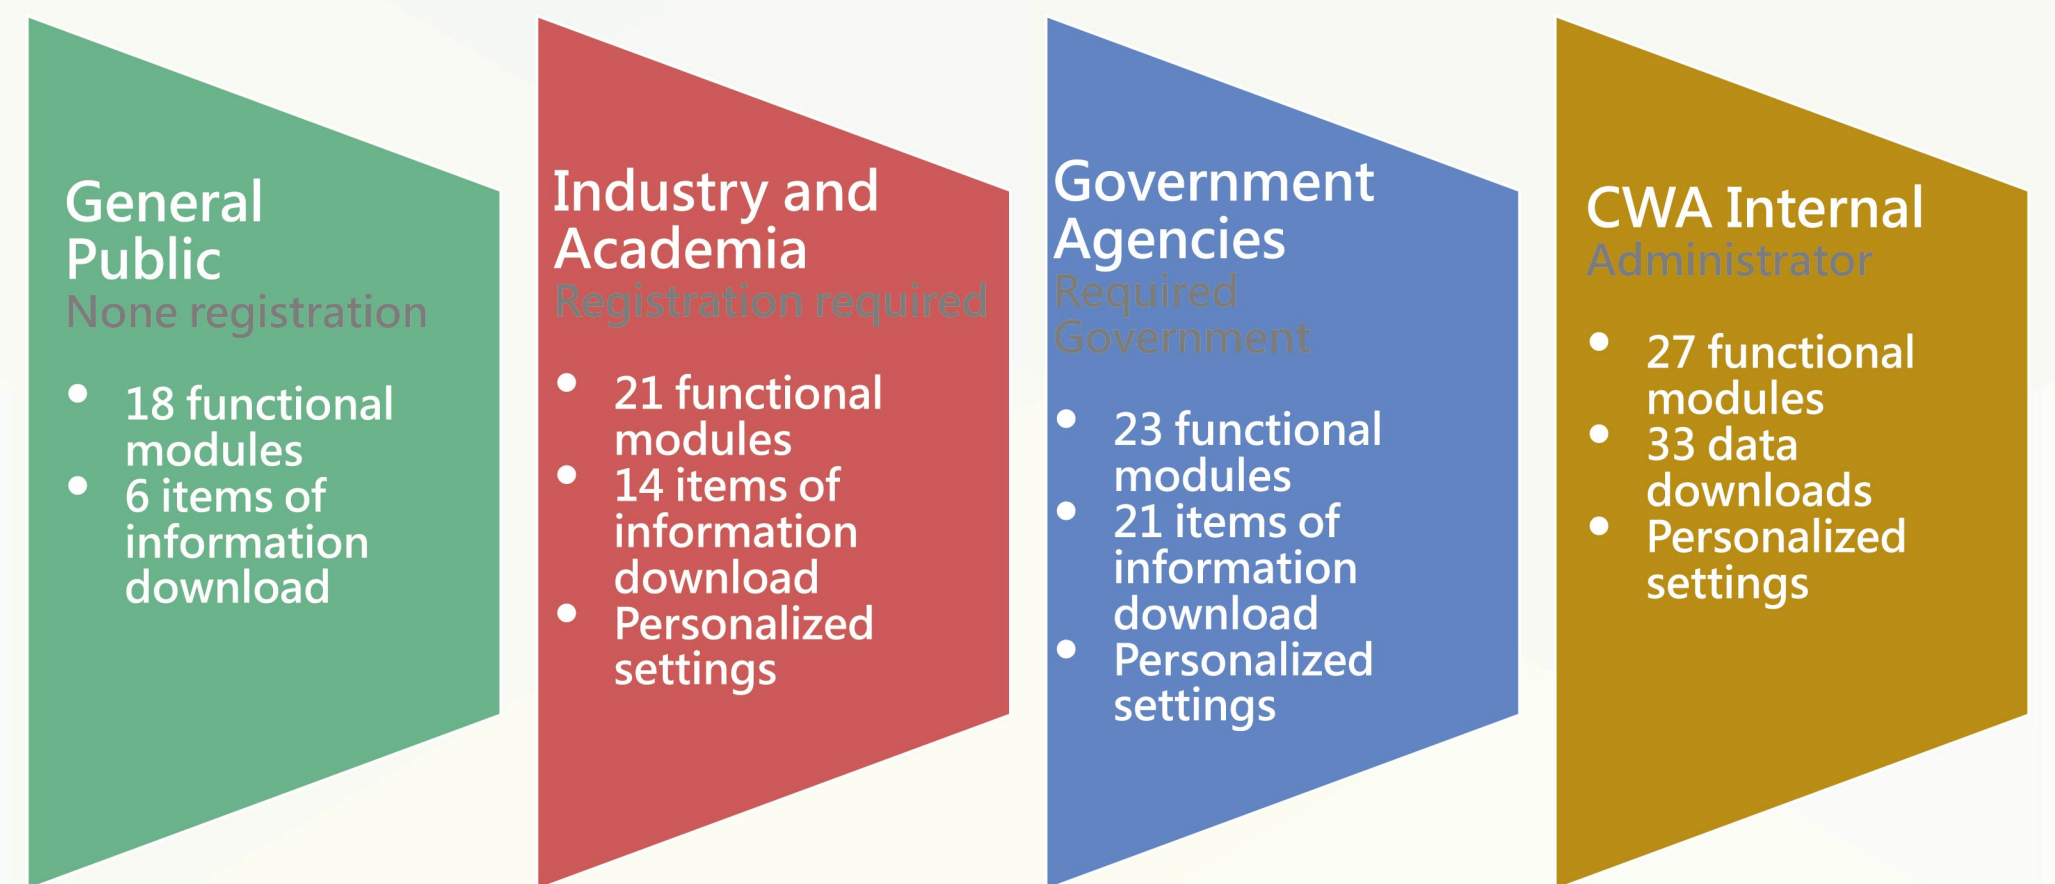 General
Public
None registration
• 18 functional
modules
• 6 items of
information
download
Industry and
Academia
Registration required
• 21 functional
modules
• 14 items of
information
download
• Personalized
settings
Government
Agencies
Required
Government
• 23 functional
modules
• 21 items of
information
download
• Personalized
settings
CWA Internal
Administrator
• 27 functional
modules
• 33 data
downloads
• Personalized
settings